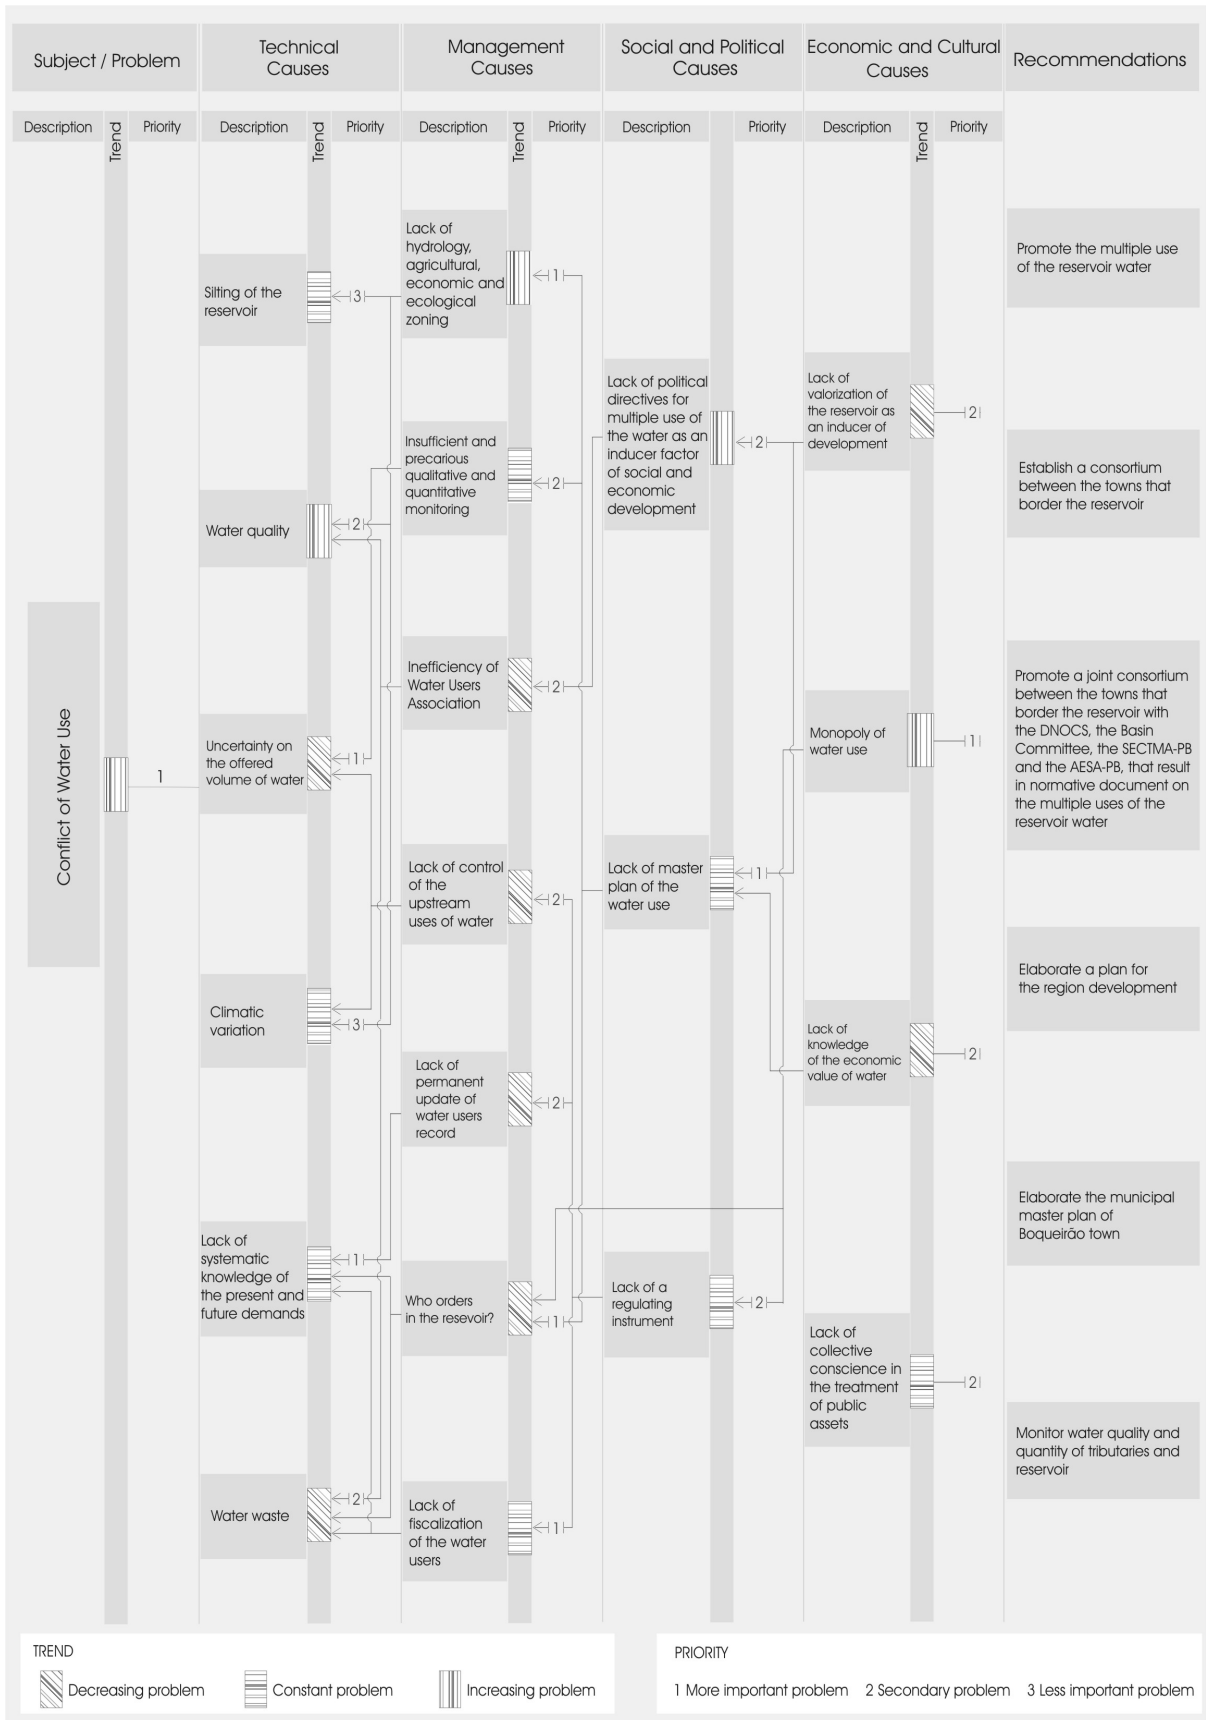 Subject / Problem
Technical
Causes
Management
Causes
Social and Political
Causes
Economic and Cultural
Causes
Recommendations
Description
Trend
Priority
Description
Trend
Priority
Description
Trend
Priority
Description
Priority
Description
Trend
Priority
Conflict of Water Use
1
Silting of the
reservoir
3
Water quality
2
Uncertainty on
the offered
volume of water
1
Climatic
variation
3
Lack of
systematic
knowledge of
the present and
future demands
1
Water waste
2
Lack of
hydrology,
agricultural,
economic and
ecological
zoning
1
Insufficient and
precarious
qualitative and
quantitative
monitoring
2
Inefficiency of
Water Users
Association
2
Lack of control
of the
upstream
uses of water
2
Lack of
permanent
update of
water users
record
2
Who orders
in the resevoir?
1
Lack of
fiscalization
of the water
users
1
Lack of political
directives for
multiple use of
the water as an
inducer factor
of social and
economic
development
2
Lack of master
plan of the
water use
1
Lack of a
regulating
instrument
2
Lack of
valorization of
the reservoir as
an inducer of
development
2
Monopoly of
water use
1
Lack of
knowledge
of the economic
value of water
2
Lack of
collective
conscience in
the treatment
of public
assets
2
Promote the multiple use
of the reservoir water
Establish a consortium
between the towns that
border the reservoir
Promote a joint consortium
between the towns that
border the reservoir with
the DNOCS, the Basin
Committee, the SECTMA-PB
and the AESA-PB, that result
in normative document on
the multiple uses of the
reservoir water
Elaborate a plan for
the region development
Elaborate the municipal
master plan of
Boqueirão town
Monitor water quality and
quantity of tributaries and
reservoir
TREND
Decreasing problem
Constant problem
Increasing problem
PRIORITY
1 More important problem
2 Secondary problem
3 Less important problem